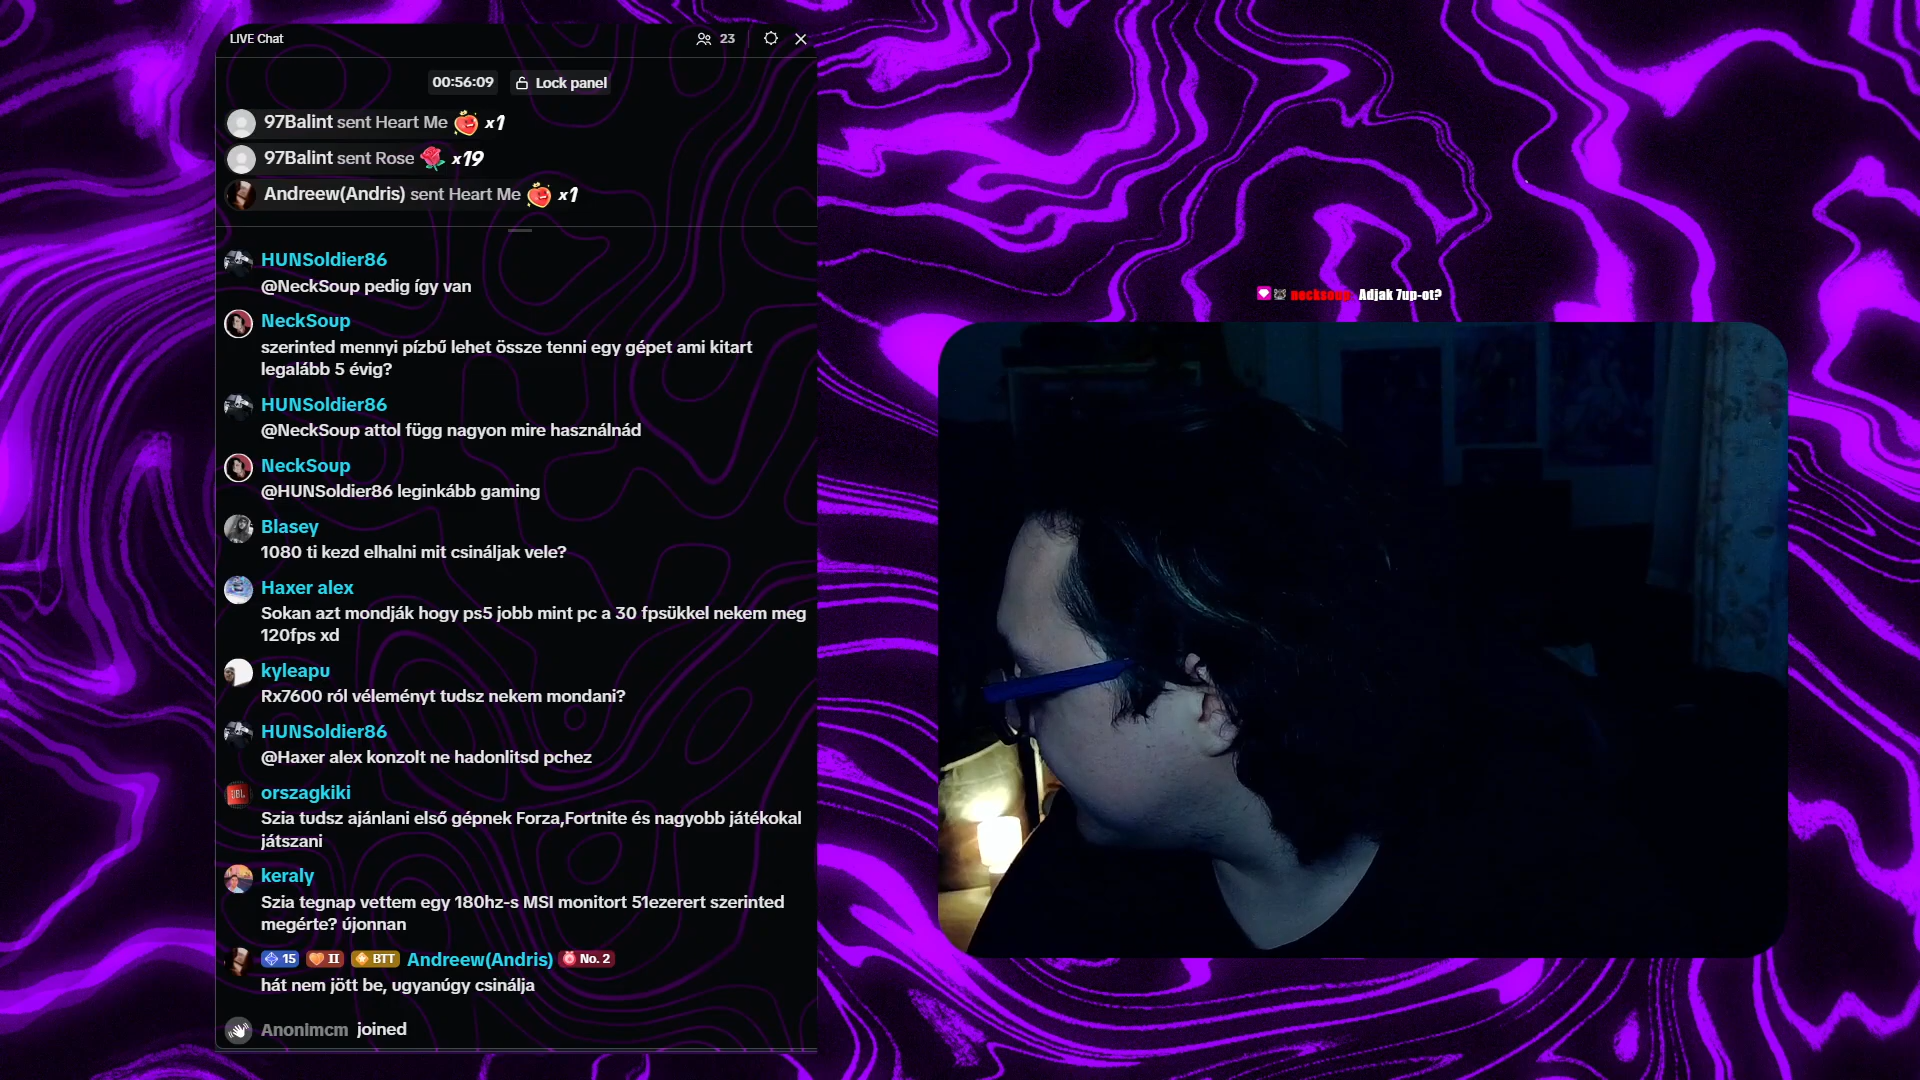 LIVE Chat 23
00:56:09 Lock panel
97Balint sent Heart Me x1
97Balint sent Rose x19
Andreew(Andris) sent Heart Me x1
HUNSoldier86
@NeckSoup pedig így van
NeckSoup
szerinted mennyi pízbű lehet össze tenni egy gépet ami kitart
legalább 5 évig?
HUNSoldier86
@NeckSoup attol függ nagyon mire használnád
NeckSoup
@HUNSoldier86 leginkább gaming
Blasey
1080 ti kezd elhalni mit csináljak vele?
Haxer alex
Sokan azt mondják hogy ps5 jobb mint pc a 30 fpsükkel nekem meg
120fps xd
kyleapu
Rx7600 ról véleményt tudsz nekem mondani?
HUNSoldier86
@Haxer alex konzolt ne hadonlitsd pchez
orszagkiki
Szia tudsz ajánlani első gépnek Forza,Fortnite és nagyobb játékokal
játszani
keraly
Szia tegnap vettem egy 180hz-s MSI monitort 51ezerert szerinted
megérte? újonnan
15 II BTT Andreew(Andris) No. 2
hát nem jött be, ugyanúgy csinálja
Anonimcm joined
necksoup: Adjak 7up-ot?
JBL